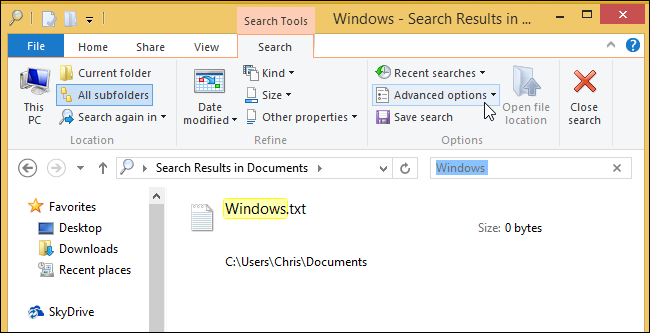 Search Tools
Windows - Search Results in ...
File
Home
Share
View
Search
This PC
Current folder
All subfolders
Search again in
Location
Date modified
Kind
Size
Other properties
Refine
Recent searches
Advanced options
Save search
Open file location
Options
Close search
Search Results in Documents
Windows
Favorites
Desktop
Downloads
Recent places
SkyDrive
Windows.txt
Size: 0 bytes
C:\Users\Chris\Documents